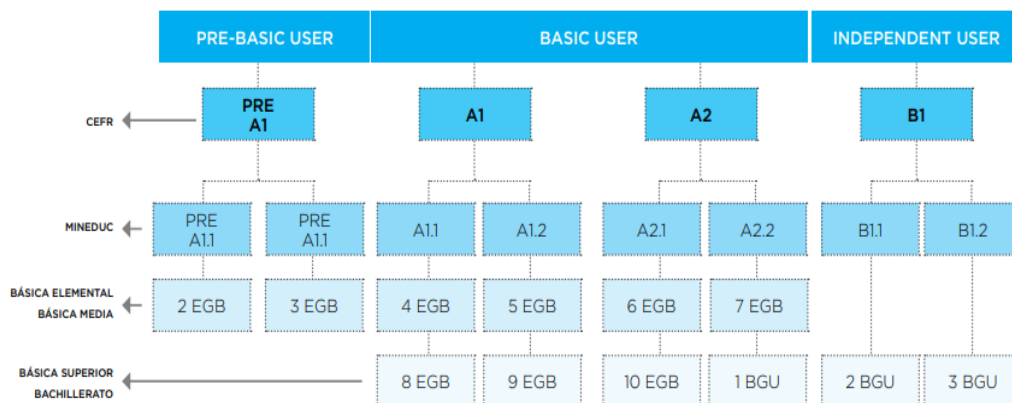 PRE-BASIC USER
BASIC USER
INDEPENDENT USER
CEFR
PRE
A1
A1
A2
B1
MINEDUC
PRE
A1.1
PRE
A1.1
A1.1
A1.2
A2.1
A2.2
B1.1
B1.2
BÁSICA ELEMENTAL
BÁSICA MEDIA
2 EGB
3 EGB
4 EGB
5 EGB
6 EGB
7 EGB
BÁSICA SUPERIOR
BACHILLERATO
8 EGB
9 EGB
10 EGB
1 BGU
2 BGU
3 BGU